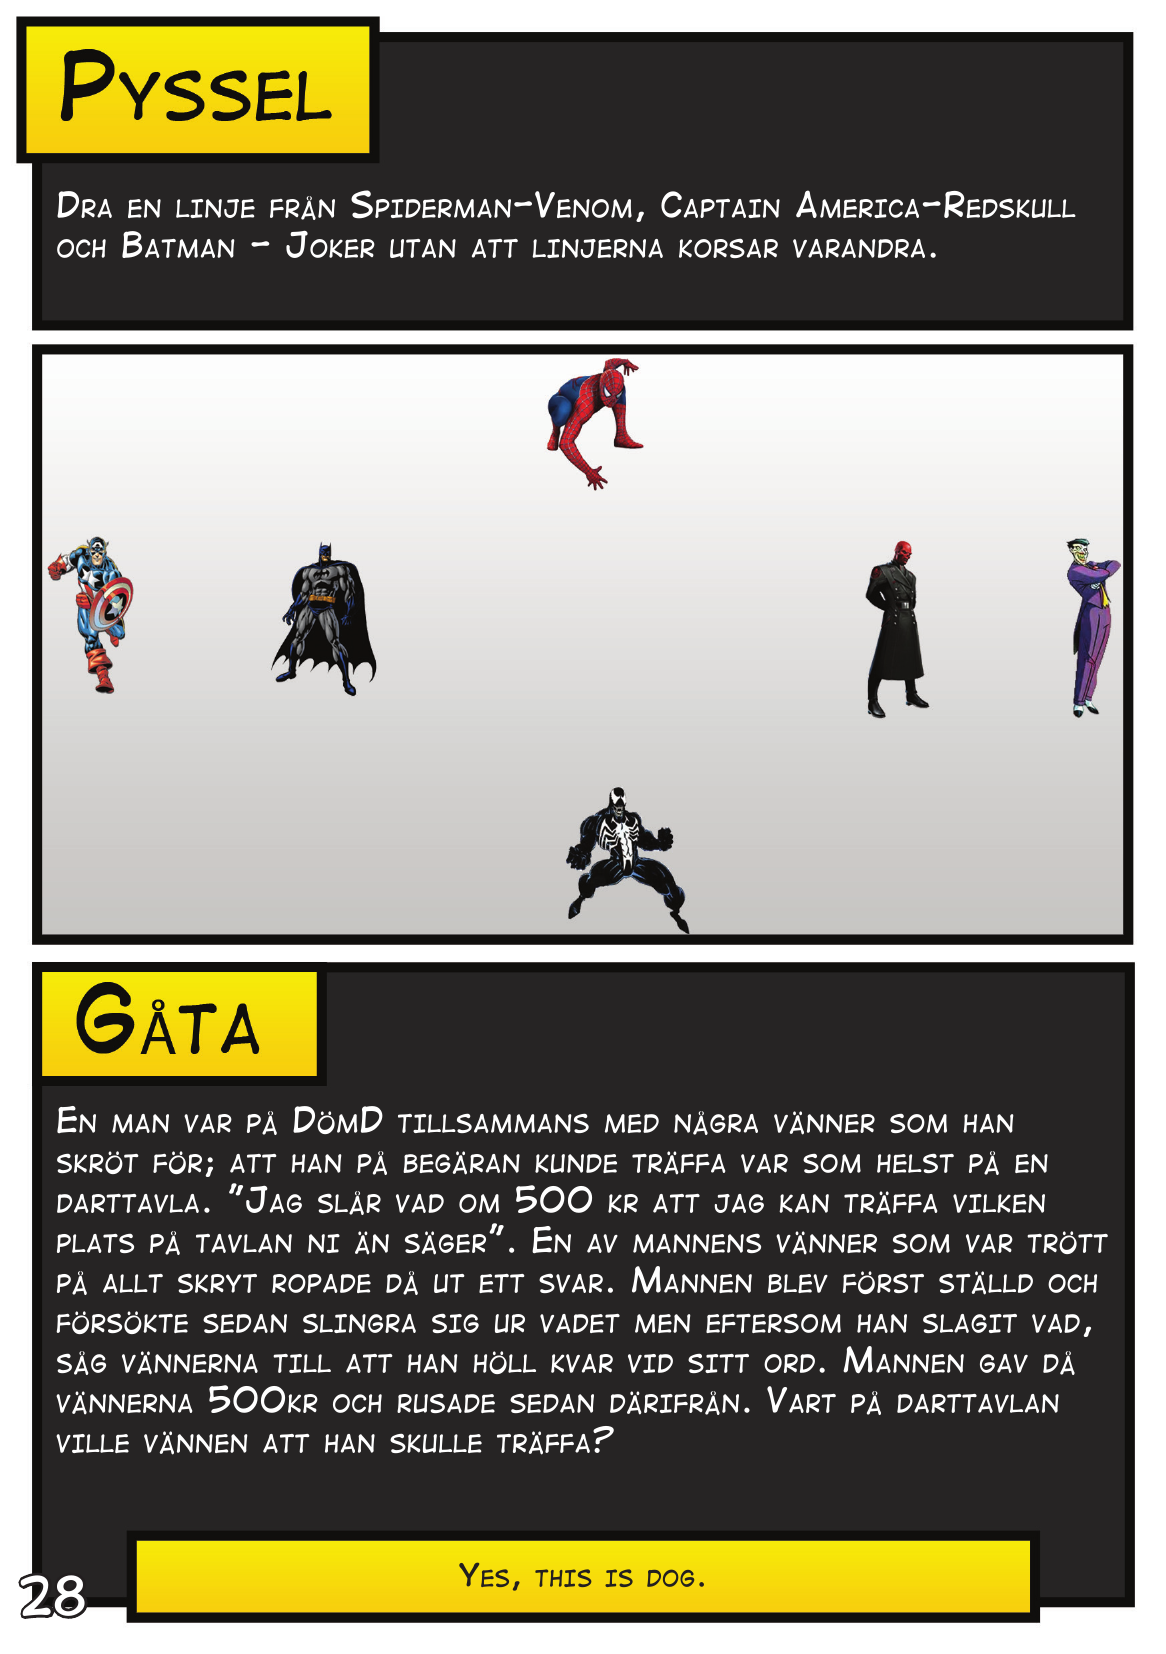 Pyssel
Dra en linje från Spiderman-Venom, Captain America-Redskull
och Batman - Joker utan att linjerna korsar varandra.
Gåta
En man var på DömD tillsammans med några vänner som han
skröt för; att han på begäran kunde träffa var som helst på en
darttavla. "Jag slår vad om 500 kr att jag kan träffa vilken
plats på tavlan ni än säger". En av mannens vänner som var trött
på allt skryt ropade då ut ett svar. Mannen blev först ställd och
försökte sedan slingra sig ur vadet men eftersom han slagit vad,
såg vännerna till att han höll kvar vid sitt ord. Mannen gav då
vännerna 500kr och rusade sedan därifrån. Vart på darttavlan
ville vännen att han skulle träffa?
Yes, this is dog.
28